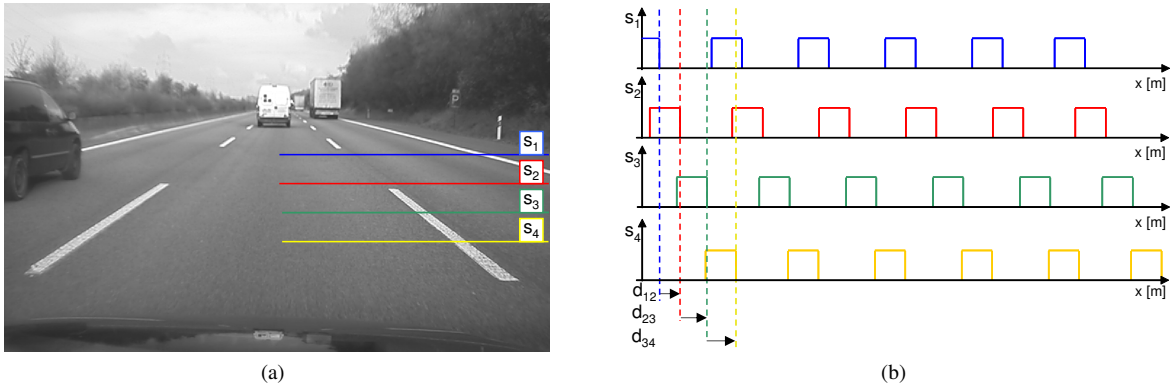 s1
s2
s3
s4
P
(a)
s1
x [m]
s2
x [m]
s3
x [m]
s4
x [m]
d12
d23
d34
(b)